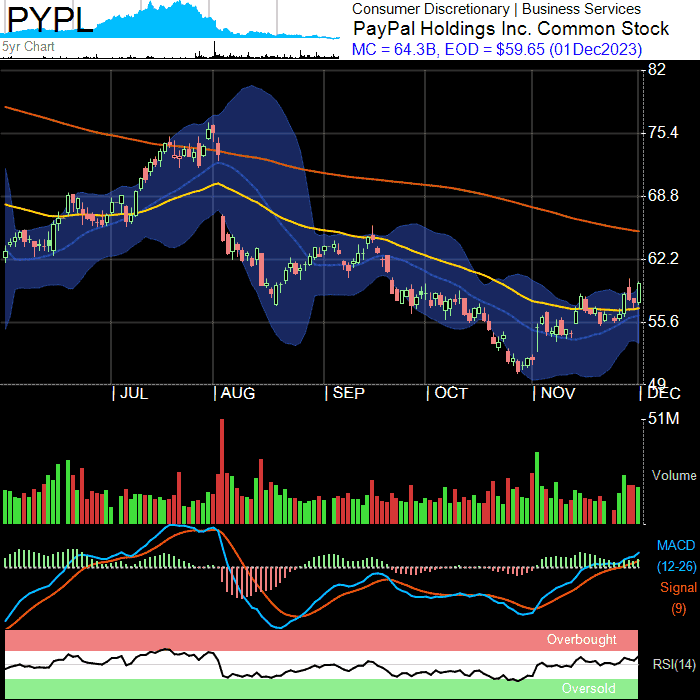 PYPL
5yr Chart
Consumer Discretionary | Business Services
PayPal Holdings Inc. Common Stock
MC = 64.3B, EOD = $59.65 (01Dec2023)
82
75.4
68.8
62.2
55.6
49
| JUL | AUG | SEP | OCT | NOV | DEC
51M
Volume
MACD
(12-26)
Signal
(9)
Overbought
RSI(14)
Oversold